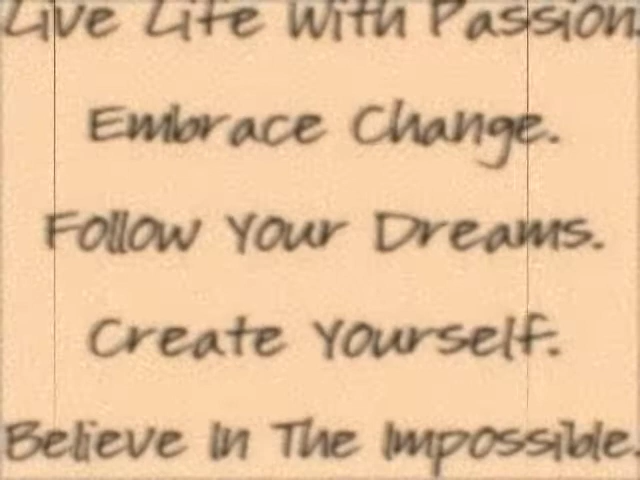 Live Life With Passion.
Embrace Change.
Follow Your Dreams.
Create Yourself.
Believe In The Impossible.